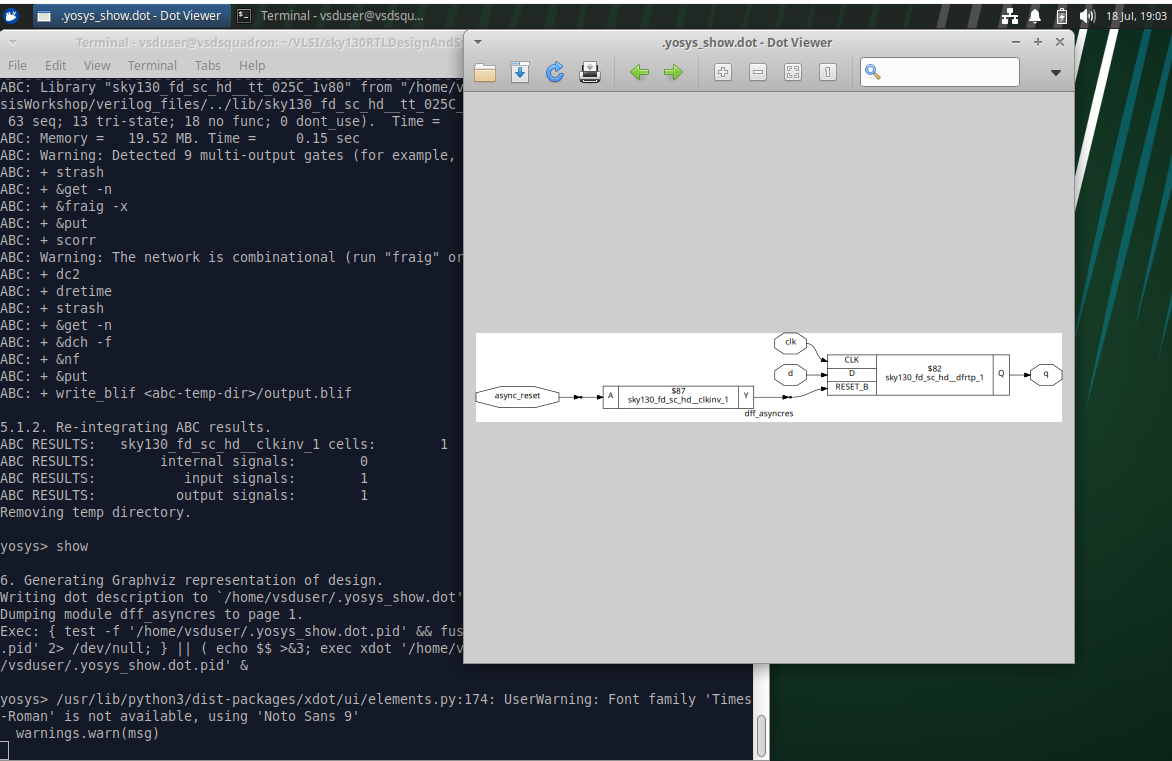 .yosys_show.dot - Dot Viewer
Terminal - vsduser@vsdsqu...
18 Jul, 19:03
Terminal - vsduser@vsdsquadron: ~/VLSI/sky130RTLDesignAndS
File Edit View Terminal Tabs Help
ABC: Library "sky130_fd_sc_hd__tt_025C_1v80" from "/home/v
sisWorkshop/verilog_files/../lib/sky130_fd_sc_hd__tt_025C_
63 seq; 13 tri-state; 18 no func; 0 dont_use). Time =
ABC: Memory = 19.52 MB. Time = 0.15 sec
ABC: Warning: Detected 9 multi-output gates (for example,
ABC: + strash
ABC: + &get -n
ABC: + &fraig -x
ABC: + &put
ABC: + scorr
ABC: Warning: The network is combinational (run "fraig" or
ABC: + dc2
ABC: + dretime
ABC: + strash
ABC: + &get -n
ABC: + &dch -f
ABC: + &nf
ABC: + &put
ABC: + write_blif <abc-temp-dir>/output.blif
5.1.2. Re-integrating ABC results.
ABC RESULTS: sky130_fd_sc_hd__clkinv_1 cells: 1
ABC RESULTS: internal signals: 0
ABC RESULTS: input signals: 1
ABC RESULTS: output signals: 1
Removing temp directory.
yosys> show
6. Generating Graphviz representation of design.
Writing dot description to `/home/vsduser/.yosys_show.dot'
Dumping module dff_asyncres to page 1.
Exec: { test -f '/home/vsduser/.yosys_show.dot.pid' && fus
.pid' 2> /dev/null; } || ( echo $$ >&3; exec xdot '/home/v
/vsduser/.yosys_show.dot.pid' &
yosys> /usr/lib/python3/dist-packages/xdot/ui/elements.py:174: UserWarning: Font family 'Times
-Roman' is not available, using 'Noto Sans 9'
warnings.warn(msg)
.yosys_show.dot - Dot Viewer
clk
d
async_reset
A
$87
sky130_fd_sc_hd__clkinv_1
Y
CLK
D
RESET_B
$82
sky130_fd_sc_hd__dfrtp_1
Q
q
dff_asyncres